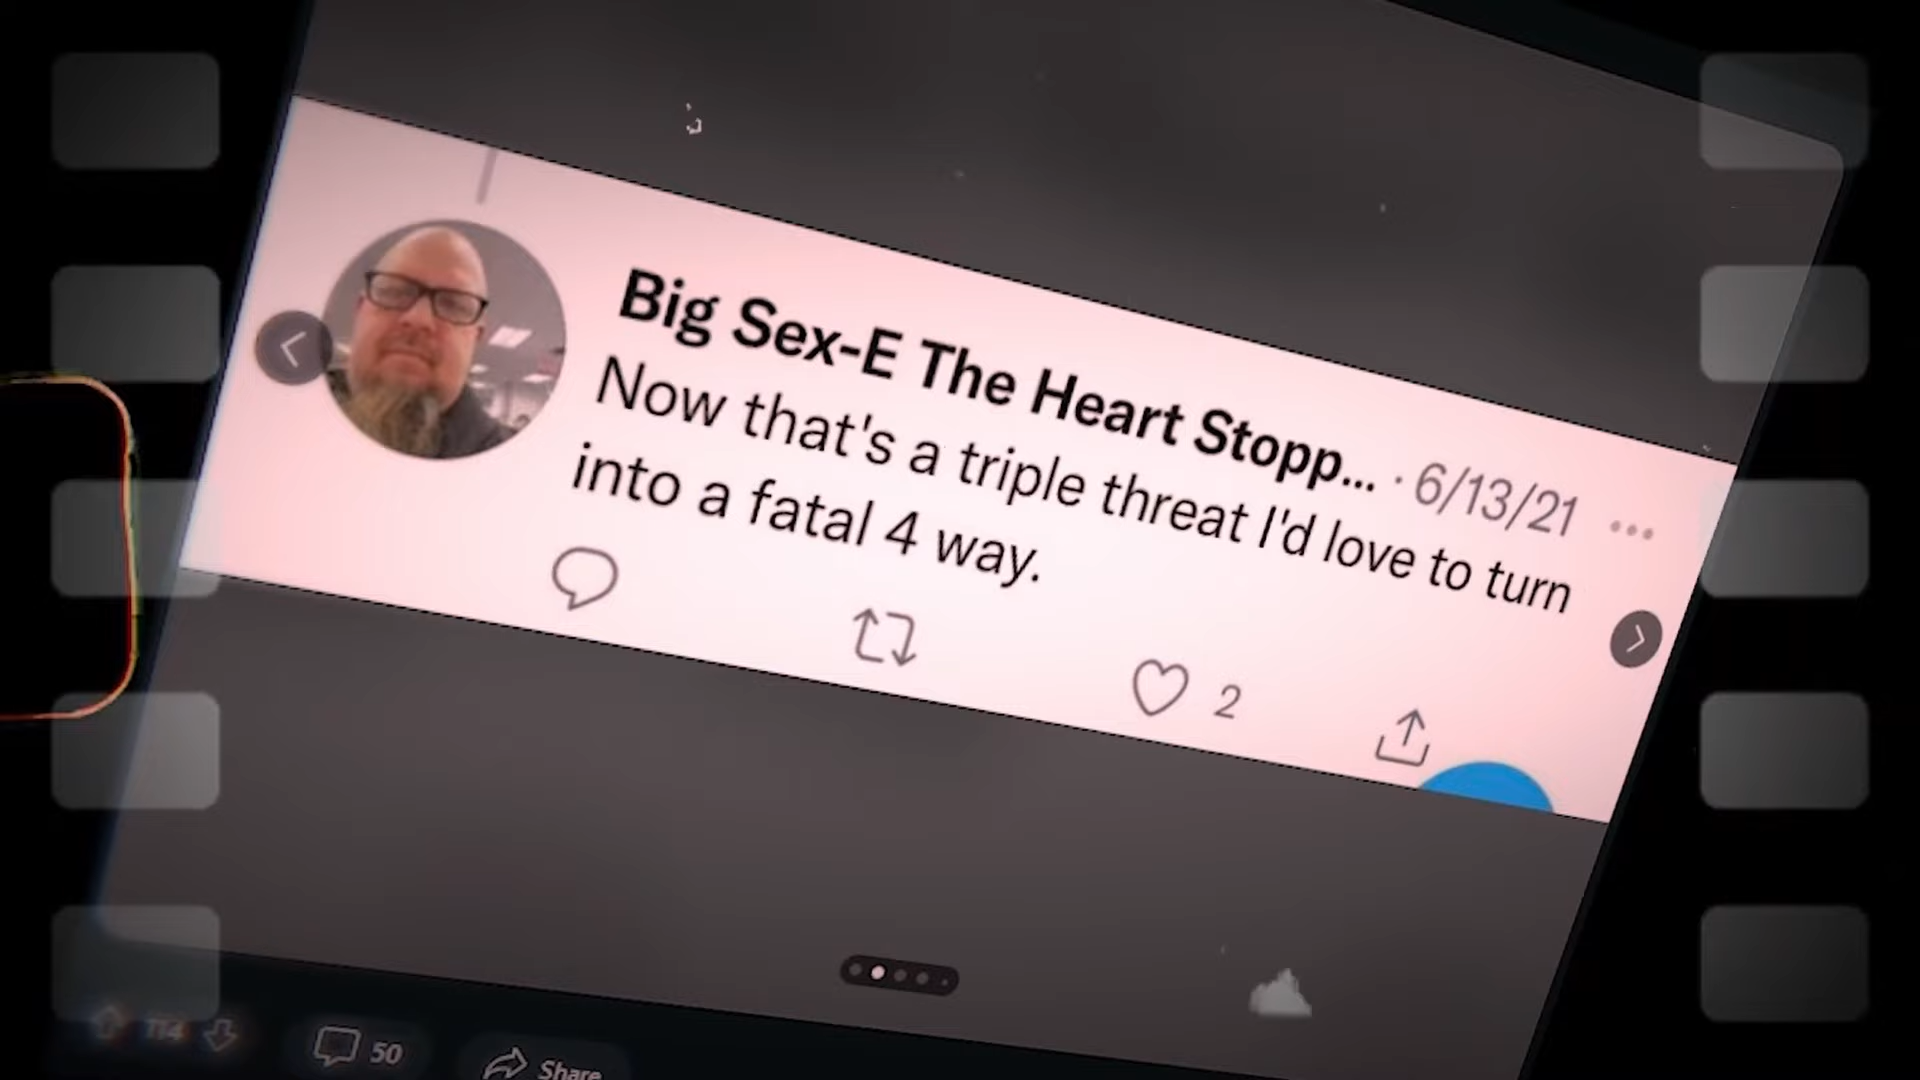 Big Sex-E The Heart Stopp... · 6/13/21 ...
Now that's a triple threat I'd love to turn
into a fatal 4 way.
2
114
50
Share